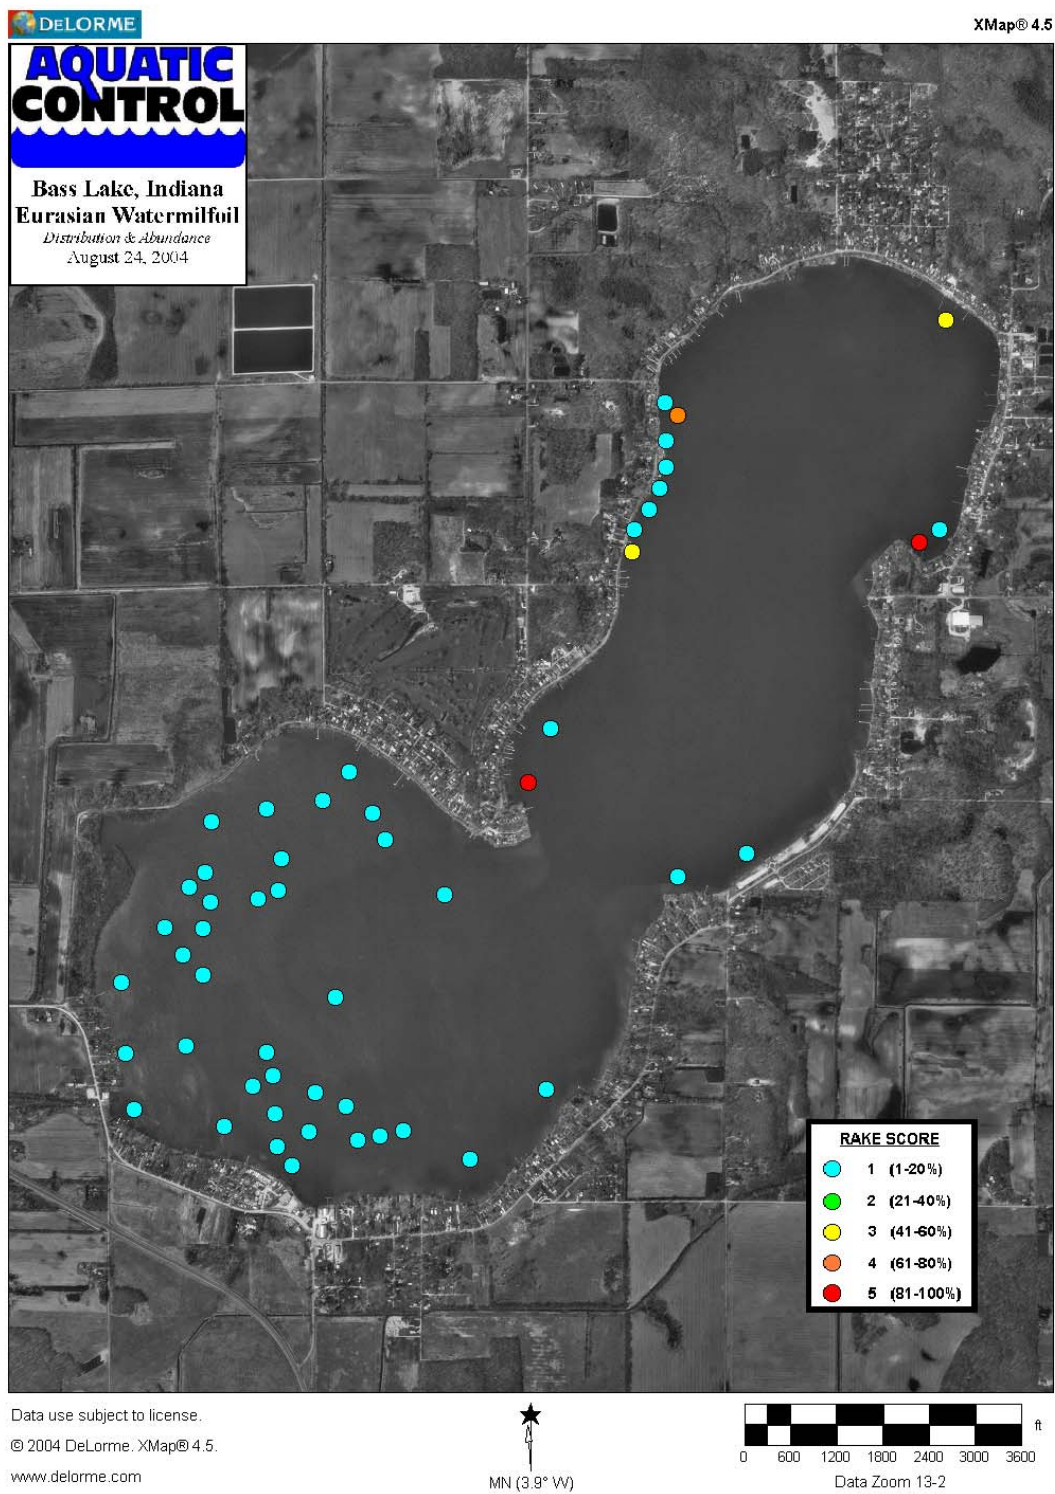 DELORME
XMap® 4.5
AQUATIC
CONTROL
Bass Lake, Indiana
Eurasian Watermilfoil
Distribution & Abundance
August 24, 2004
RAKE SCORE
1 (1-20%)
2 (21-40%)
3 (41-60%)
4 (61-80%)
5 (81-100%)
Data use subject to license.
© 2004 DeLorme. XMap® 4.5.
www.delorme.com
MN (3.9° W)
ft
0 600 1200 1800 2400 3000 3600
Data Zoom 13-2